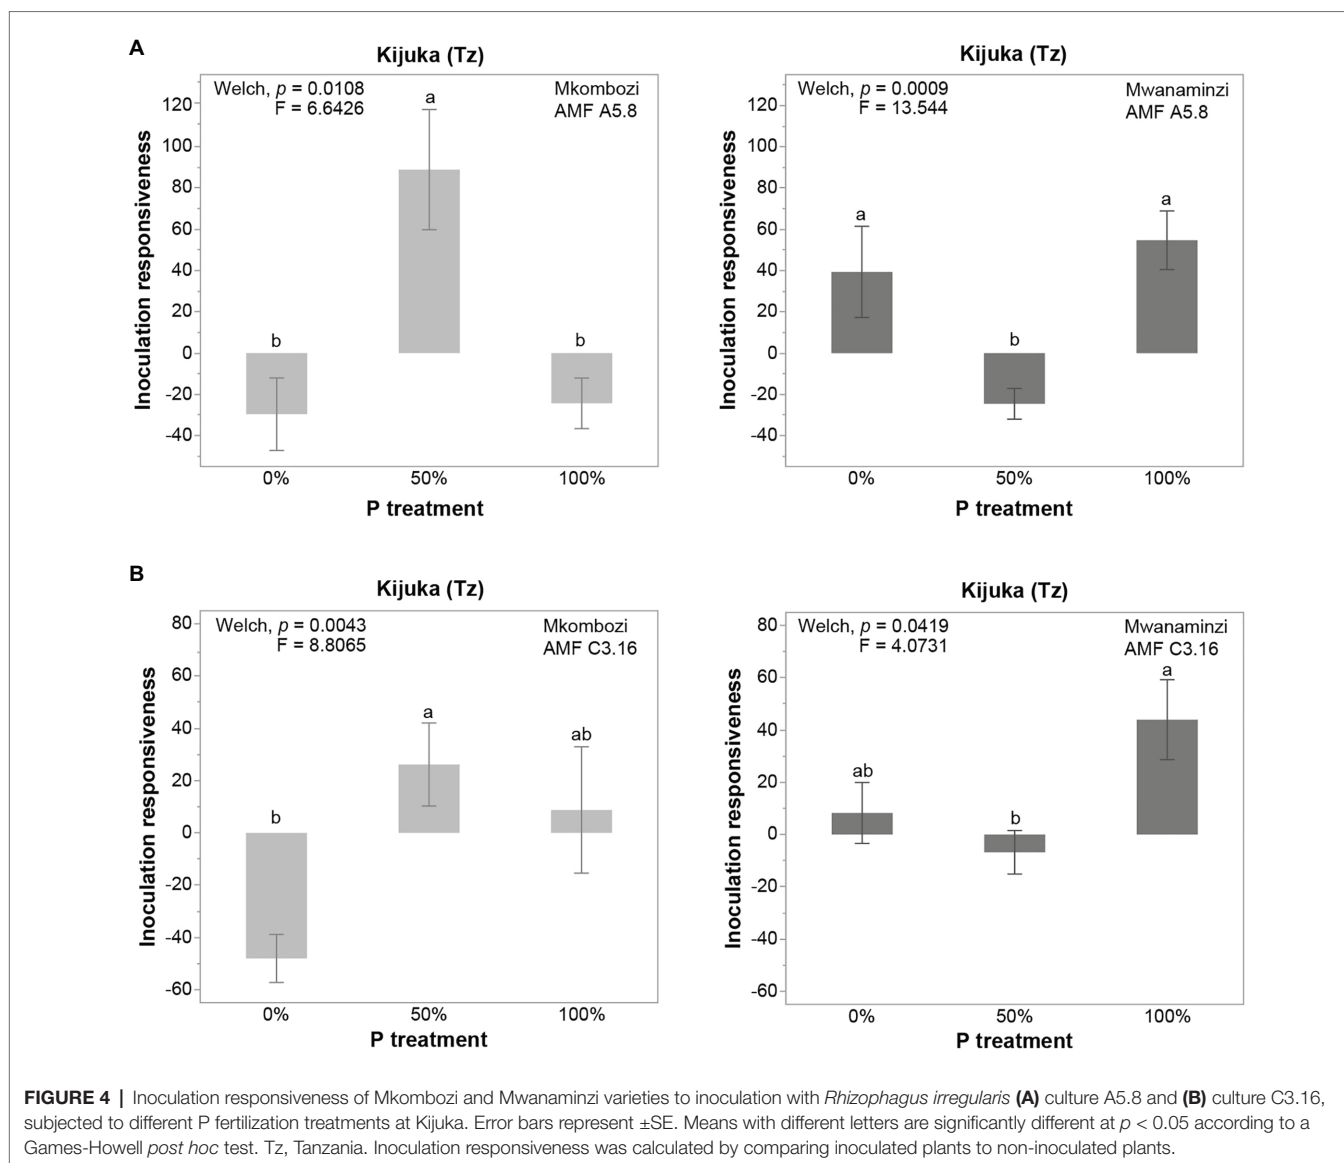 A
Kijuka (Tz)
Welch, p = 0.0108
F = 6.6426
Mkombozi
AMF A5.8
Inoculation responsiveness
120
100
80
60
40
20
0
-20
-40
b
a
b
0%
50%
100%
P treatment
Kijuka (Tz)
Welch, p = 0.0009
F = 13.544
Mwanaminzi
AMF A5.8
Inoculation responsiveness
120
100
80
60
40
20
0
-20
-40
a
b
a
0%
50%
100%
P treatment
B
Kijuka (Tz)
Welch, p = 0.0043
F = 8.8065
Mkombozi
AMF C3.16
Inoculation responsiveness
80
60
40
20
0
-20
-40
-60
b
a
ab
0%
50%
100%
P treatment
Kijuka (Tz)
Welch, p = 0.0419
F = 4.0731
Mwanaminzi
AMF C3.16
Inoculation responsiveness
80
60
40
20
0
-20
-40
-60
ab
b
a
0%
50%
100%
P treatment
FIGURE 4 | Inoculation responsiveness of Mkombozi and Mwanaminzi varieties to inoculation with Rhizophagus irregularis (A) culture A5.8 and (B) culture C3.16,
subjected to different P fertilization treatments at Kijuka. Error bars represent ±SE. Means with different letters are significantly different at p < 0.05 according to a
Games-Howell post hoc test. Tz, Tanzania. Inoculation responsiveness was calculated by comparing inoculated plants to non-inoculated plants.